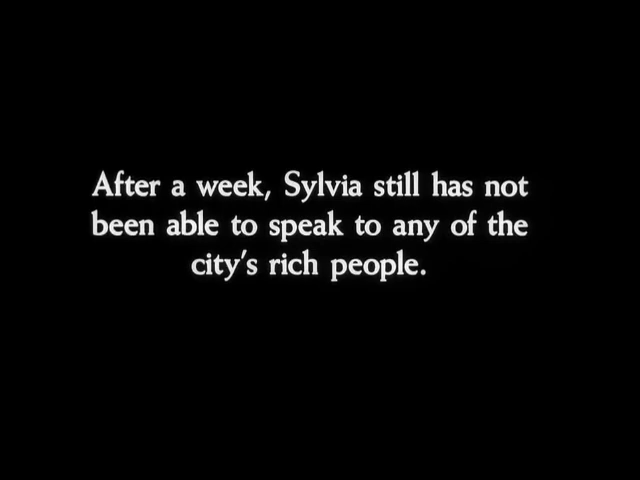 After a week, Sylvia still has not
been able to speak to any of the
city's rich people.